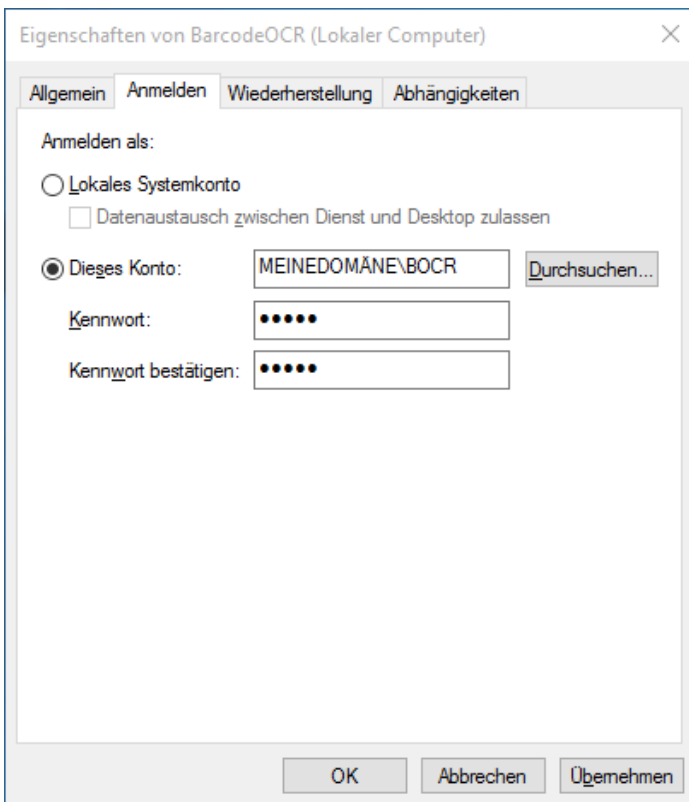 Eigenschaften von BarcodeOCR (Lokaler Computer)
Allgemein Anmelden Wiederherstellung Abhängigkeiten
Anmelden als:
Lokales Systemkonto
Datenaustausch zwischen Dienst und Desktop zulassen
Dieses Konto: MEINEDOMÄNE\BOCR Durchsuchen...
Kennwort: •••••
Kennwort bestätigen: •••••
OK Abbrechen Übernehmen